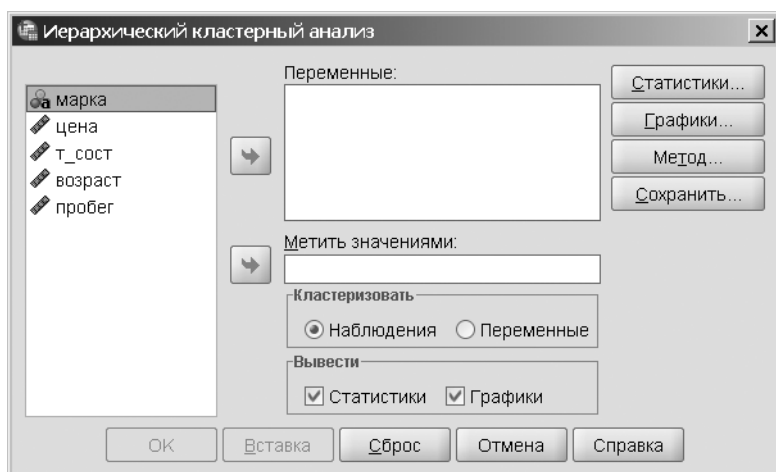 Иерархический кластерный анализ
марка
цена
т_сост
возраст
пробег
Переменные:
Метить значениями:
Кластеризовать
Наблюдения Переменные
Вывести
Статистики Графики
Статистики...
Графики...
Метод...
Сохранить...
ОК Вставка Сброс Отмена Справка